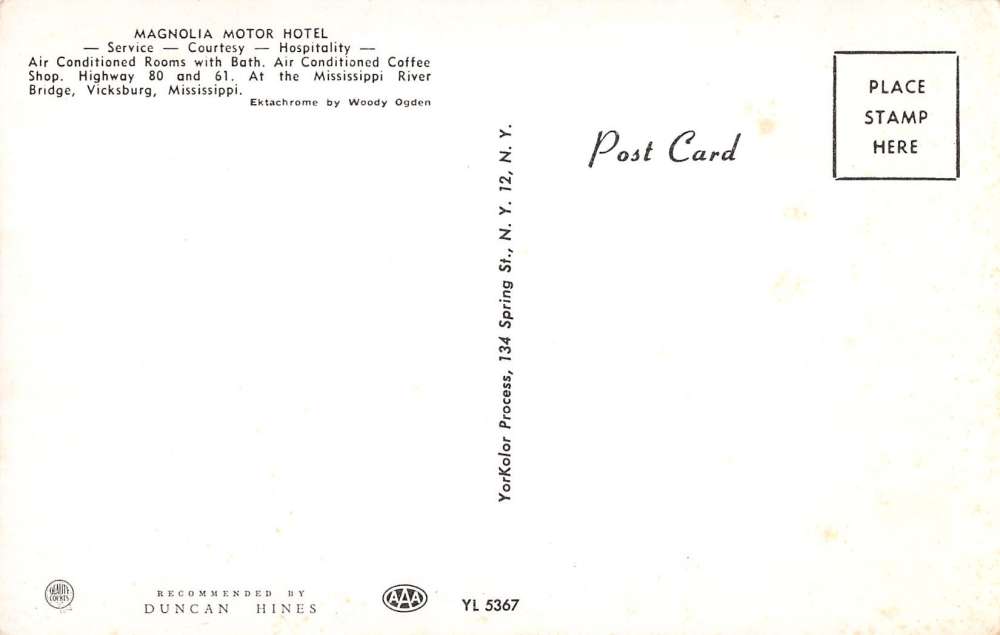 MAGNOLIA MOTOR HOTEL
— Service — Courtesy — Hospitality —
Air Conditioned Rooms with Bath. Air Conditioned Coffee
Shop. Highway 80 and 61. At the Mississippi River
Bridge, Vicksburg, Mississippi.
Ektachrome by Woody Ogden
YorKolor Process, 134 Spring St., N. Y. 12, N. Y.
Post Card
PLACE
STAMP
HERE
QUALITY
COURTS
RECOMMENDED BY
DUNCAN HINES
AAA
YL 5367